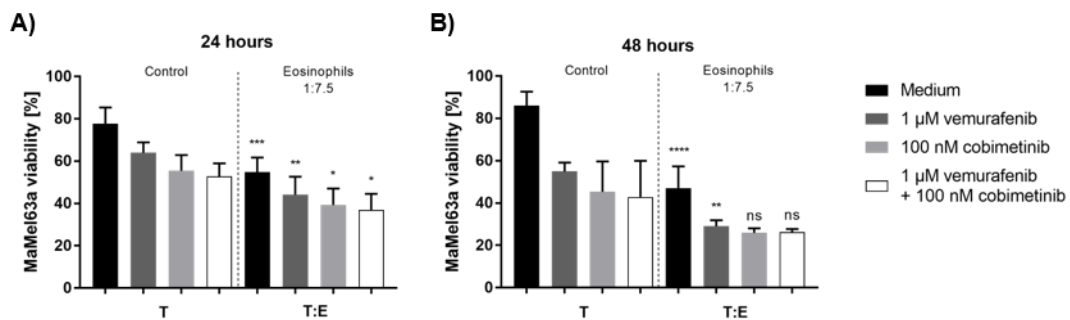 A)
24 hours
Control
Eosinophils
1:7.5
MaMel63a viability [%]
100
80
60
40
20
0
***
**
*
*
T
T:E
B)
48 hours
Control
Eosinophils
1:7.5
MaMel63a viability [%]
100
80
60
40
20
0
****
**
ns
ns
T
T:E
Medium
1 µM vemurafenib
100 nM cobimetinib
1 µM vemurafenib
+ 100 nM cobimetinib